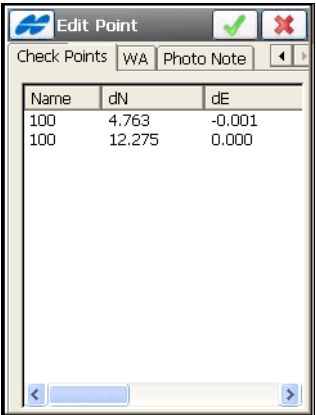 Edit Point
Check Points WA Photo Note
Name dN dE
100 4.763 -0.001
100 12.275 0.000